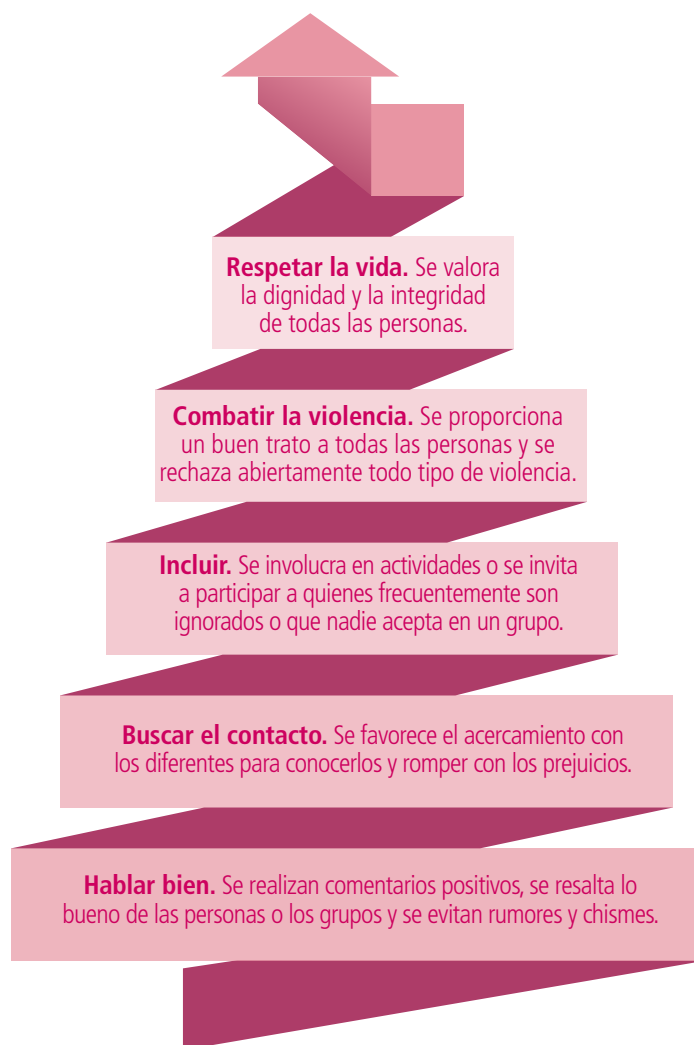 Respetar la vida. Se valora
la dignidad y la integridad
de todas las personas.
Combatir la violencia. Se proporciona
un buen trato a todas las personas y se
rechaza abiertamente todo tipo de violencia.
Incluir. Se involucra en actividades o se invita
a participar a quienes frecuentemente son
ignorados o que nadie acepta en un grupo.
Buscar el contacto. Se favorece el acercamiento con
los diferentes para conocerlos y romper con los prejuicios.
Hablar bien. Se realizan comentarios positivos, se resalta lo
bueno de las personas o los grupos y se evitan rumores y chismes.